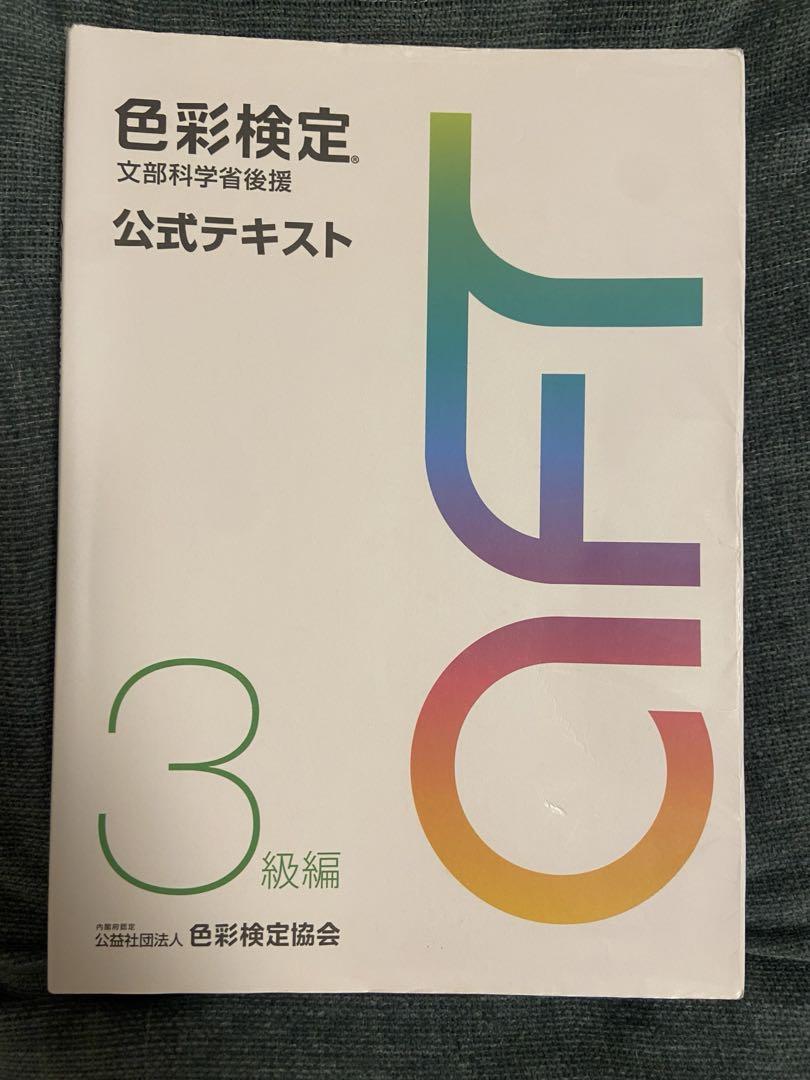 色彩検定®
文部科学省後援
公式テキスト
aft
3級編
内閣府認定
公益社団法人 色彩検定協会